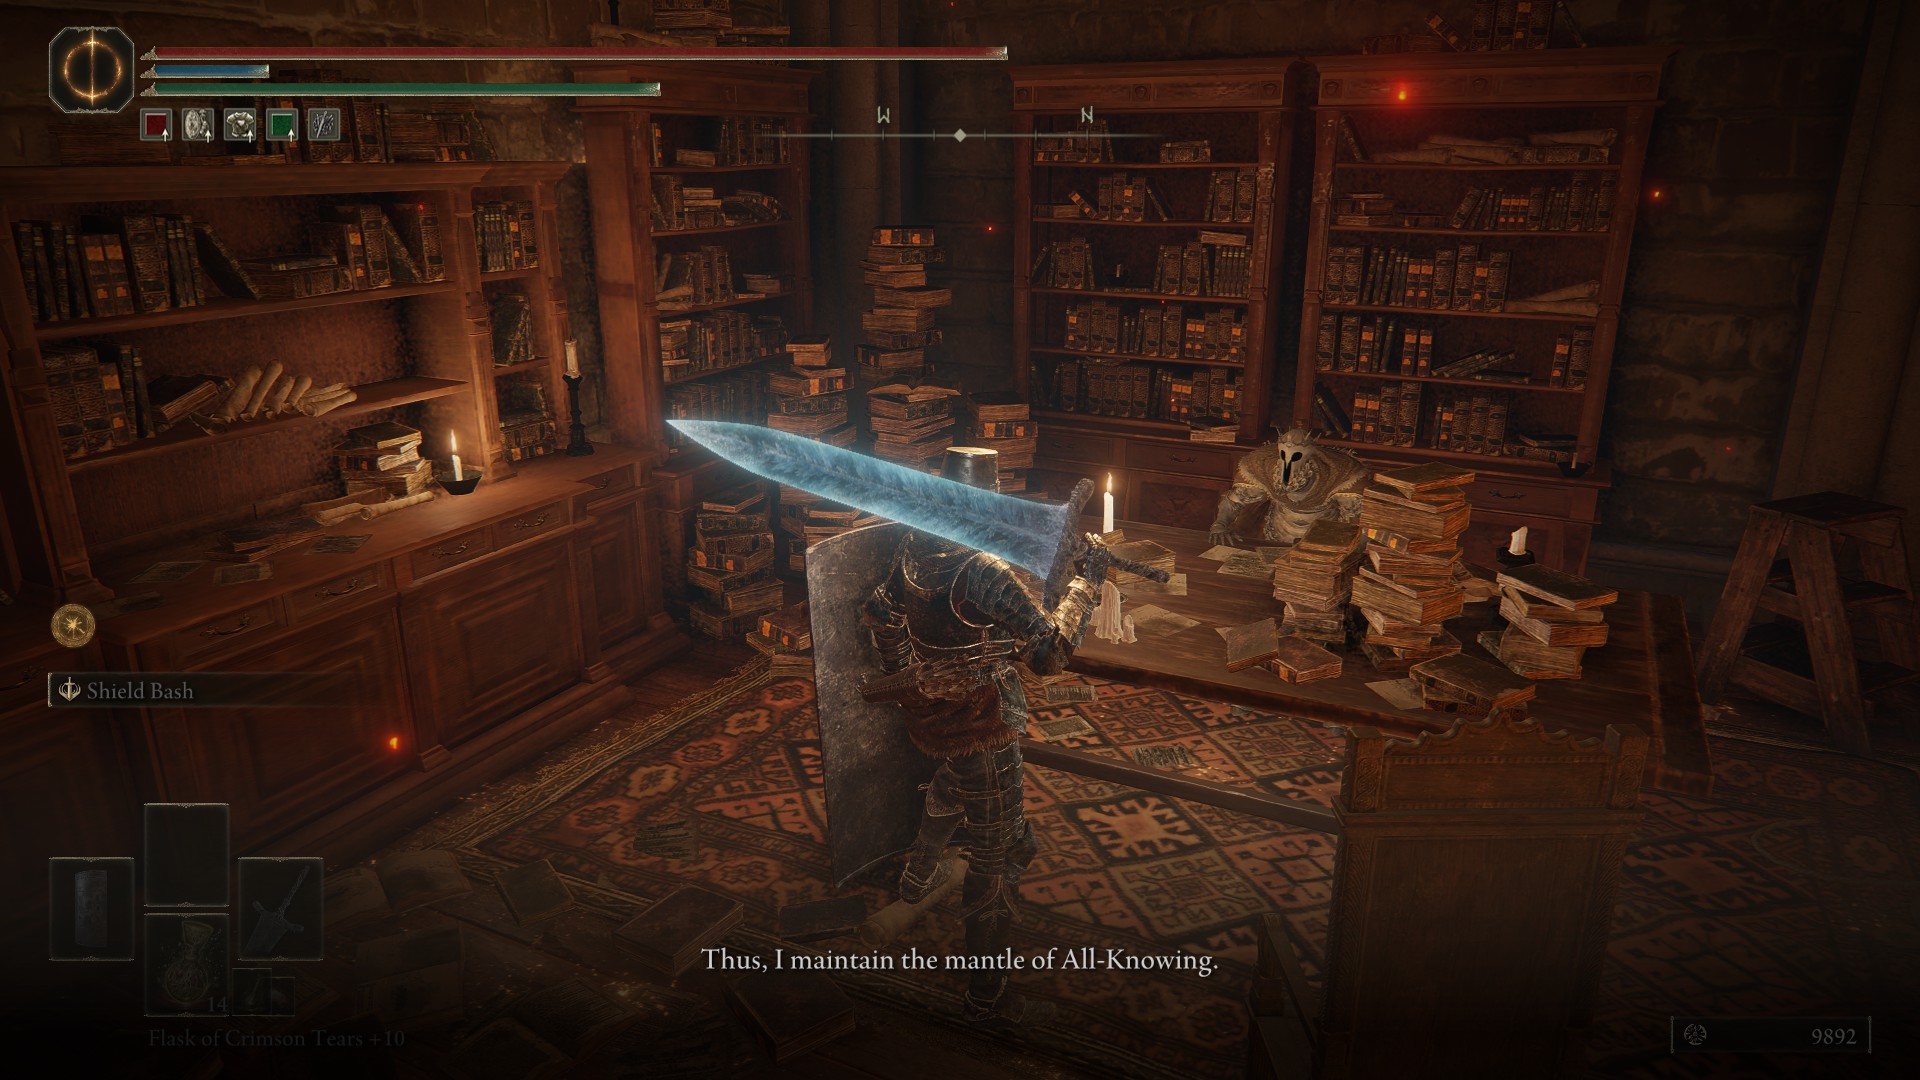 W N
Shield Bash
Thus, I maintain the mantle of All-Knowing.
14
Flask of Crimson Tears +10
9892